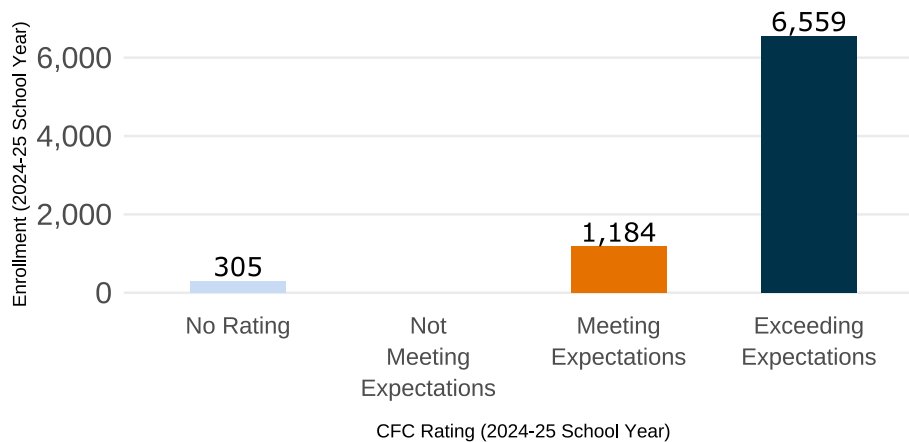 Enrollment (2024-25 School Year)
6,000
4,000
2,000
0
305
1,184
6,559
No Rating
Not
Meeting
Expectations
Meeting
Expectations
Exceeding
Expectations
CFC Rating (2024-25 School Year)